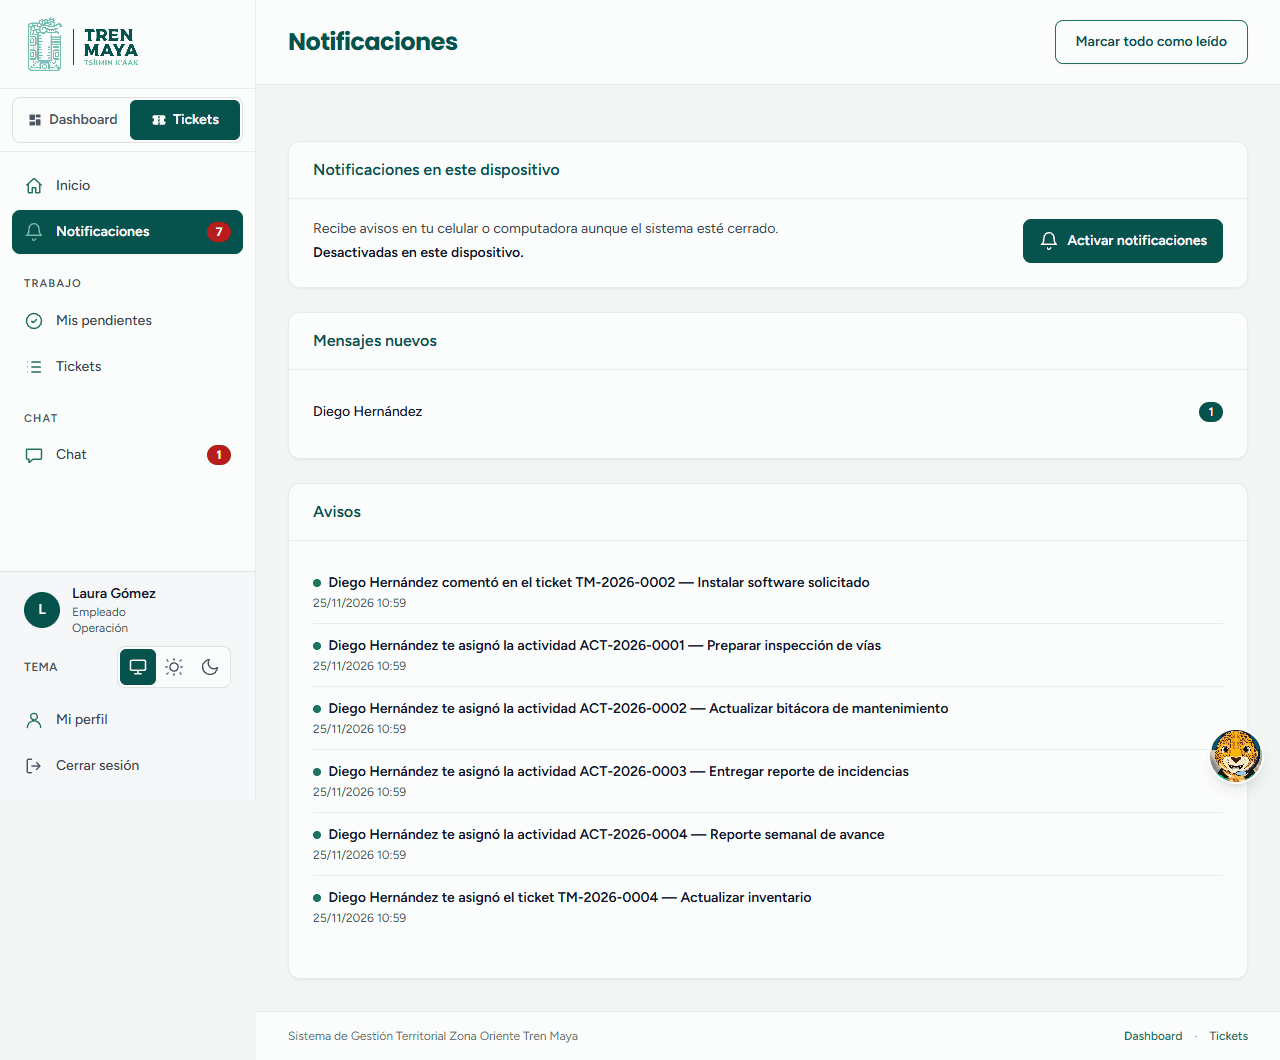 TREN
MAYA
TSÍIMIN K'ÁAK
Dashboard
Tickets
Inicio
Notificaciones
7
TRABAJO
Mis pendientes
Tickets
CHAT
Chat
1
L
Laura Gómez
Empleado
Operación
TEMA
Mi perfil
Cerrar sesión
Notificaciones
Marcar todo como leído
Notificaciones en este dispositivo
Recibe avisos en tu celular o computadora aunque el sistema esté cerrado.
Desactivadas en este dispositivo.
Activar notificaciones
Mensajes nuevos
Diego Hernández
1
Avisos
Diego Hernández comentó en el ticket TM-2026-0002 — Instalar software solicitado
25/11/2026 10:59
Diego Hernández te asignó la actividad ACT-2026-0001 — Preparar inspección de vías
25/11/2026 10:59
Diego Hernández te asignó la actividad ACT-2026-0002 — Actualizar bitácora de mantenimiento
25/11/2026 10:59
Diego Hernández te asignó la actividad ACT-2026-0003 — Entregar reporte de incidencias
25/11/2026 10:59
Diego Hernández te asignó la actividad ACT-2026-0004 — Reporte semanal de avance
25/11/2026 10:59
Diego Hernández te asignó el ticket TM-2026-0004 — Actualizar inventario
25/11/2026 10:59
Sistema de Gestión Territorial Zona Oriente Tren Maya
Dashboard · Tickets